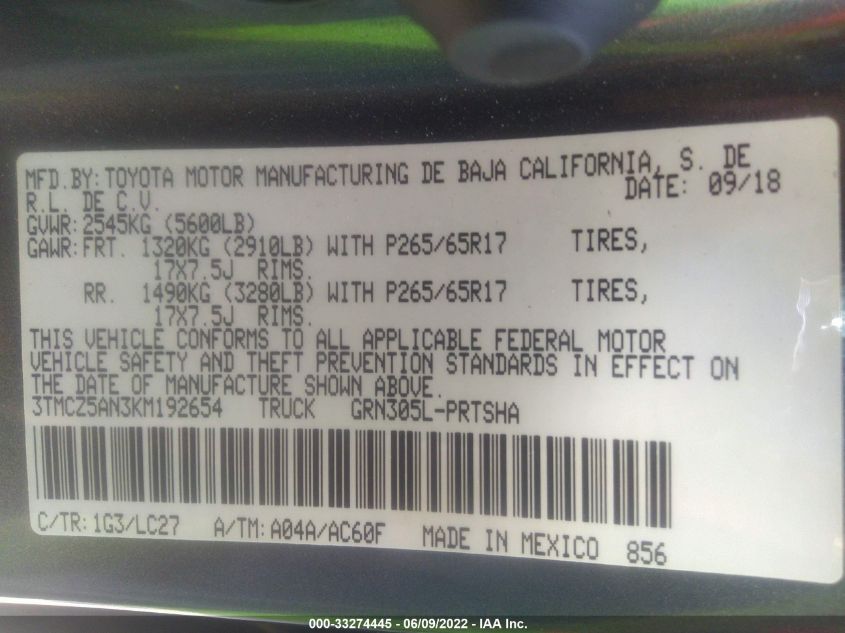 MFD.BY: TOYOTA MOTOR MANUFACTURING DE BAJA CALIFORNIA, S. DE
R.L. DE C.V. DATE: 09/18
GVWR: 2545KG (5600LB)
GAWR: FRT. 1320KG (2910LB) WITH P265/65R17 TIRES,
17X7.5J RIMS.
RR. 1490KG (3280LB) WITH P265/65R17 TIRES,
17X7.5J RIMS.
THIS VEHICLE CONFORMS TO ALL APPLICABLE FEDERAL MOTOR
VEHICLE SAFETY AND THEFT PREVENTION STANDARDS IN EFFECT ON
THE DATE OF MANUFACTURE SHOWN ABOVE.
3TMCZ5AN3KM192654 TRUCK GRN305L-PRTSHA
C/TR: 1G3/LC27 A/TM: A04A/AC60F MADE IN MEXICO 856
000-33274445 - 06/09/2022 - IAA Inc.